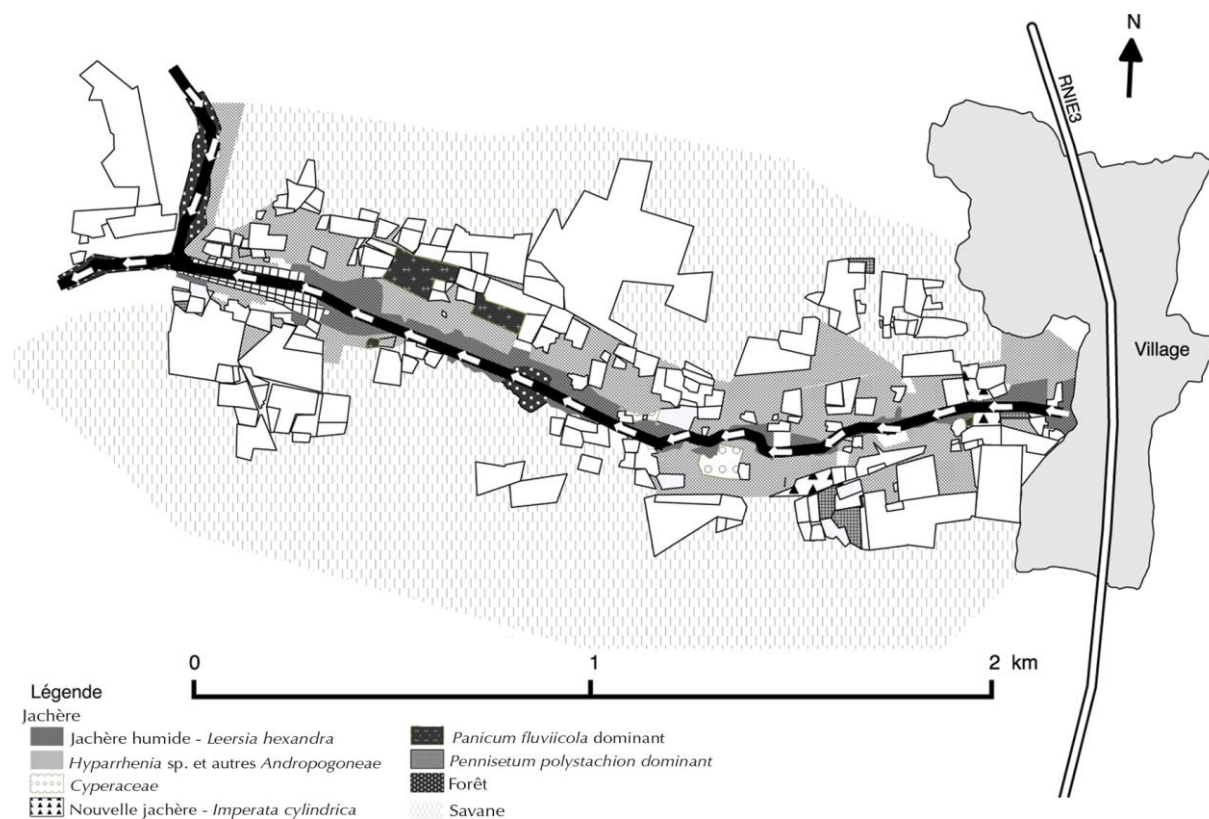 N
RNIE3
Village
0 1 2 km
Légende
Jachère
Jachère humide - Leersia hexandra
Hyparrhenia sp. et autres Andropogoneae
Cyperaceae
Nouvelle jachère - Imperata cylindrica
Panicum fluviicola dominant
Pennisetum polystachion dominant
Forêt
Savane